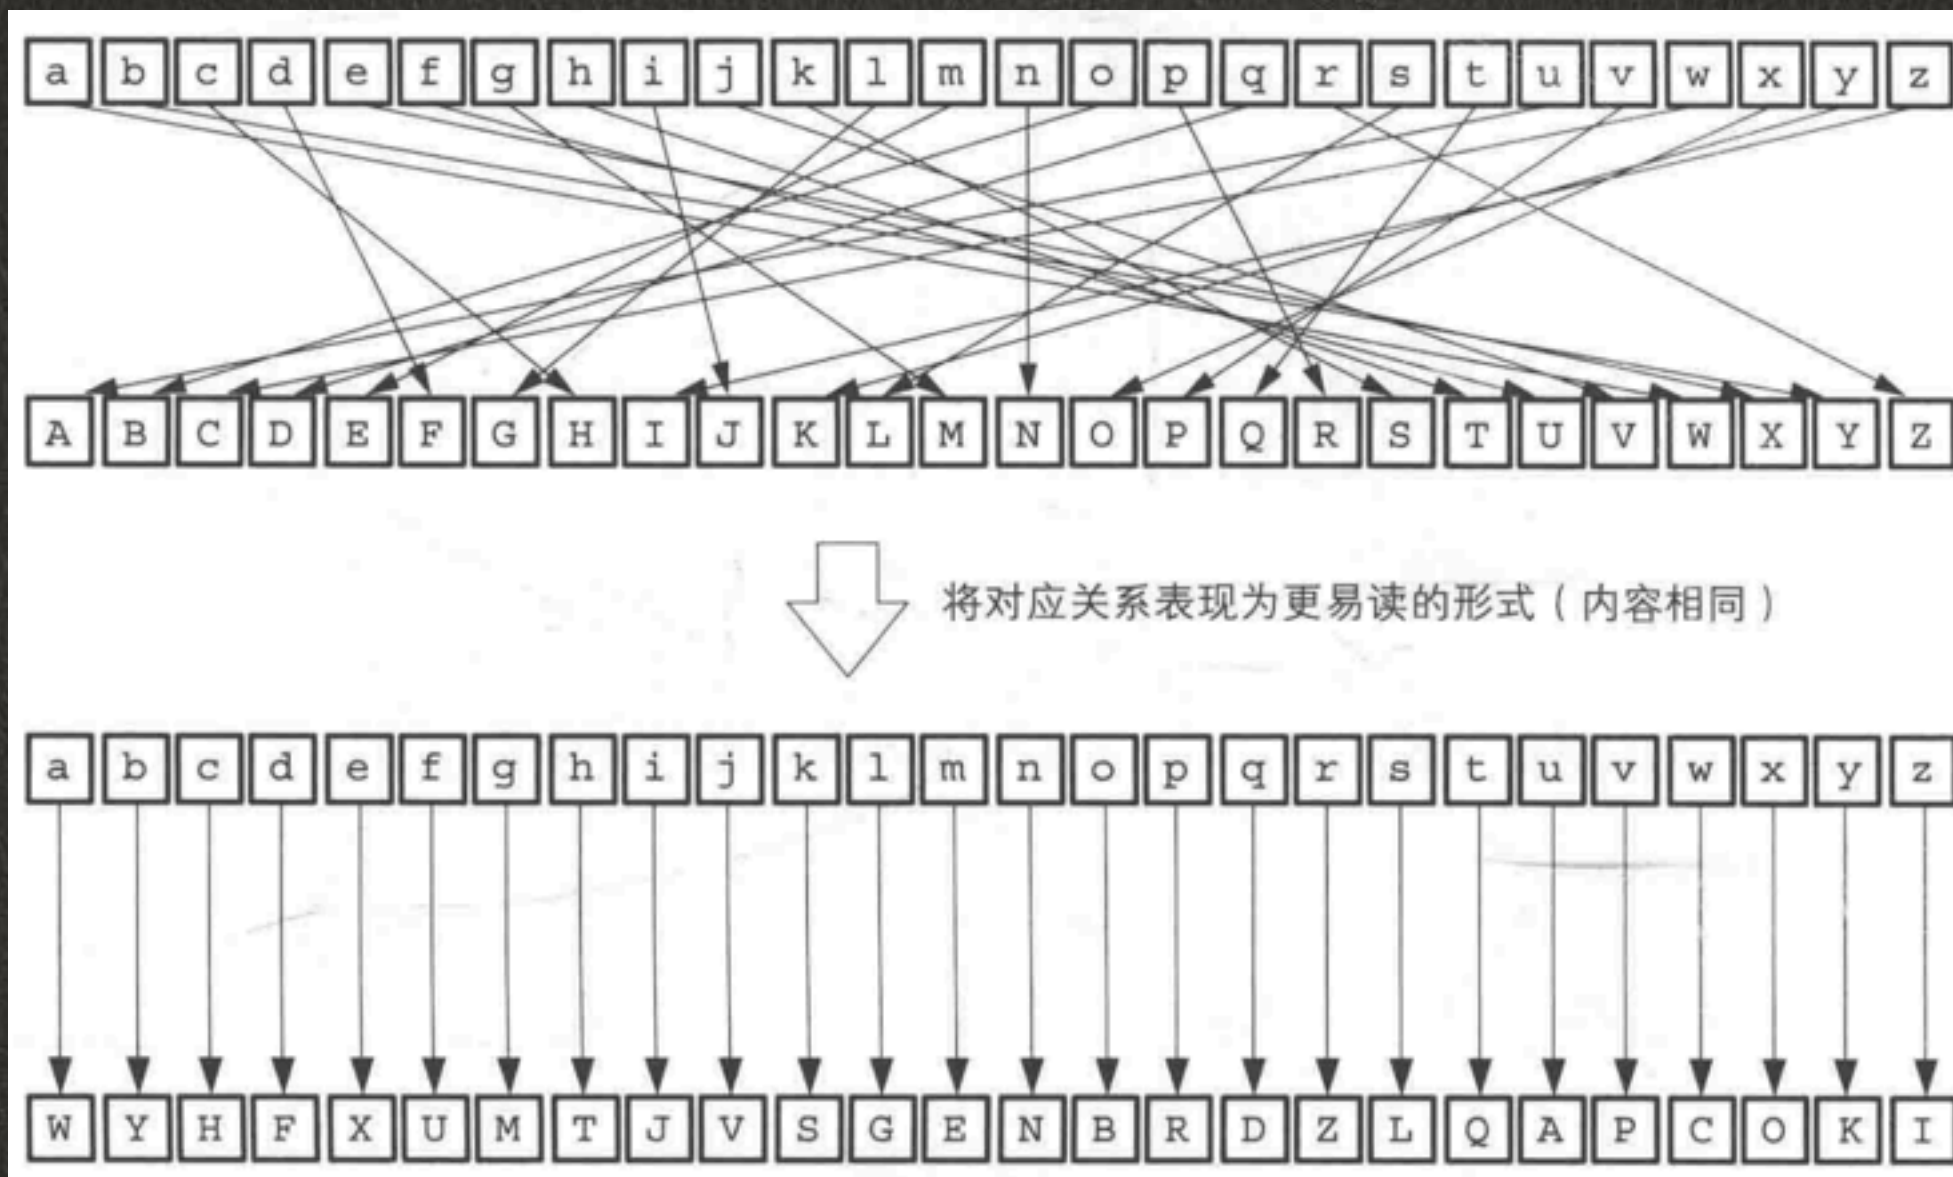 a b c d e f g h i j k l m n o p q r s t u v w x y z
A B C D E F G H I J K L M N O P Q R S T U V W X Y Z
将对应关系表现为更易读的形式（内容相同）
a b c d e f g h i j k l m n o p q r s t u v w x y z
W Y H F X U M T J V S G E N B R D Z L Q A P C O K I